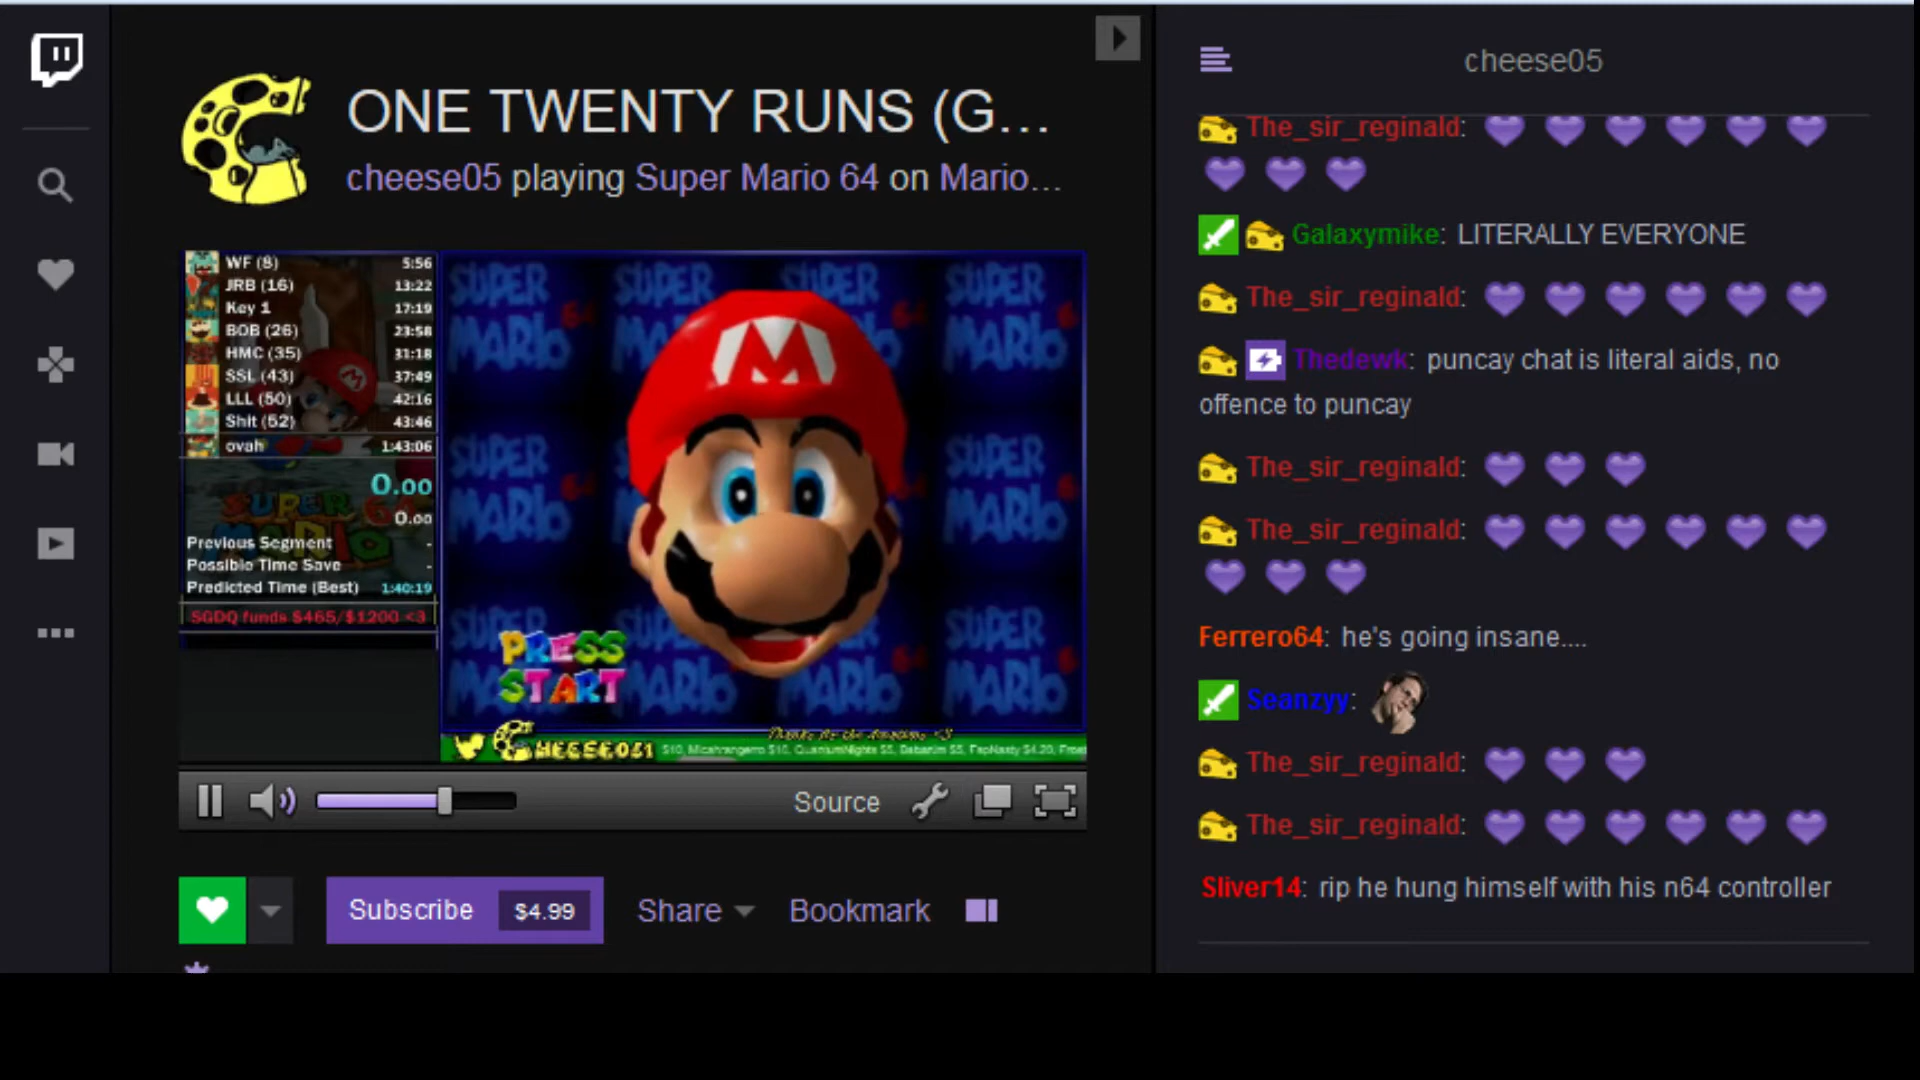 ONE TWENTY RUNS (G...
cheese05 playing Super Mario 64 on Mario...
WF (8) 5:56
JRB (16) 13:22
Key 1 17:19
BOB (26) 23:58
HMC (35) 31:18
SSL (43) 37:49
LLL (50) 42:16
Shit (52) 43:46
ovah 1:43:06
0.00
0.00
Previous Segment -
Possible Time Save -
Predicted Time (Best) 1:40:19
SGDQ funds $465/$1200 <3
SUPER MARIO 64
M
PRESS
START
CHEESE051
Source
Subscribe $4.99
Share
Bookmark
cheese05
The_sir_reginald:
Galaxymike: LITERALLY EVERYONE
The_sir_reginald:
Thedewk: puncay chat is literal aids, no
offence to puncay
The_sir_reginald:
The_sir_reginald:
Ferrero64: he's going insane....
Seanzyy:
The_sir_reginald:
The_sir_reginald:
Sliver14: rip he hung himself with his n64 controller